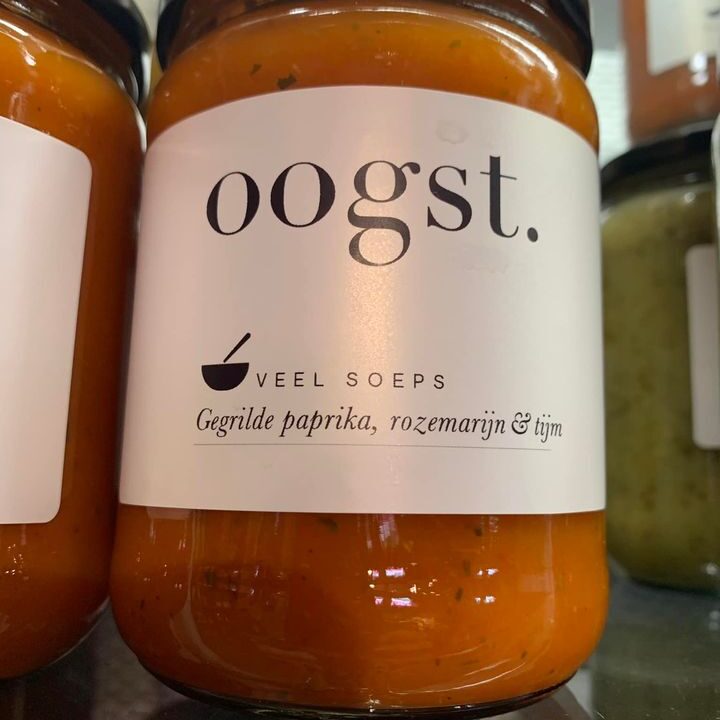 oogst.
VEEL SOEPS
Gegrilde paprika, rozemarijn & tijm